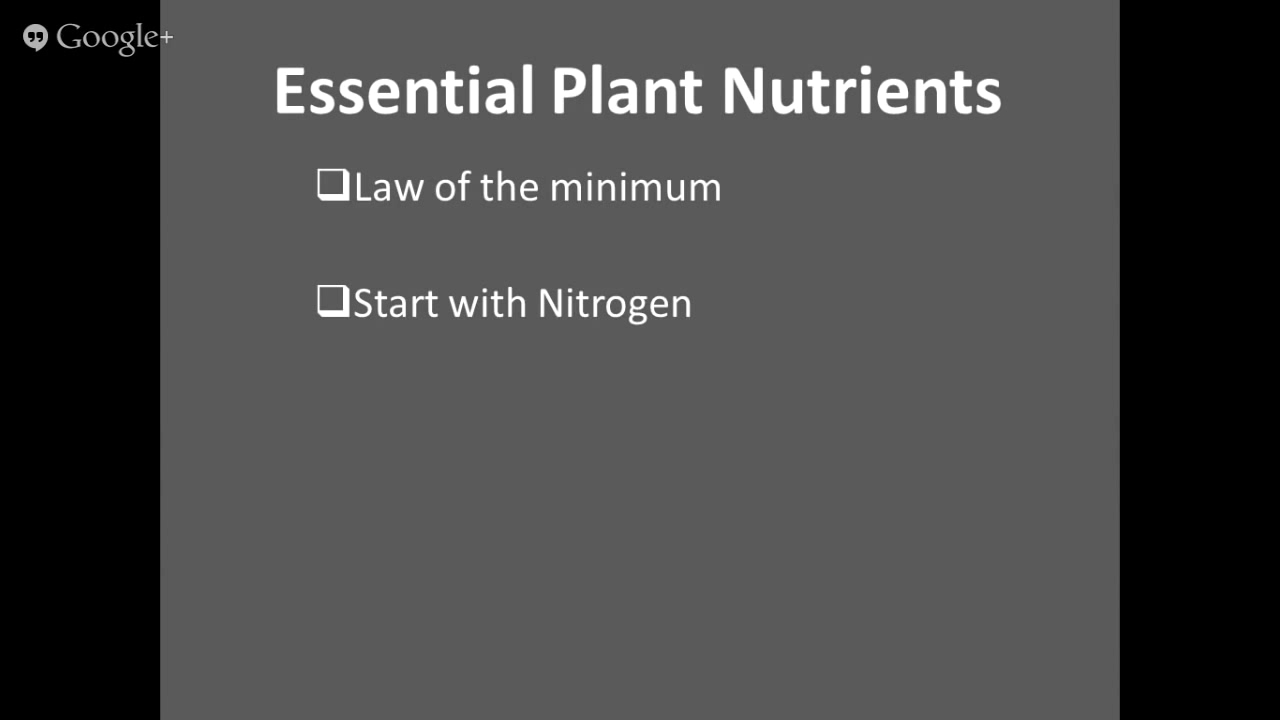 Google+
Essential Plant Nutrients
❑Law of the minimum
❑Start with Nitrogen